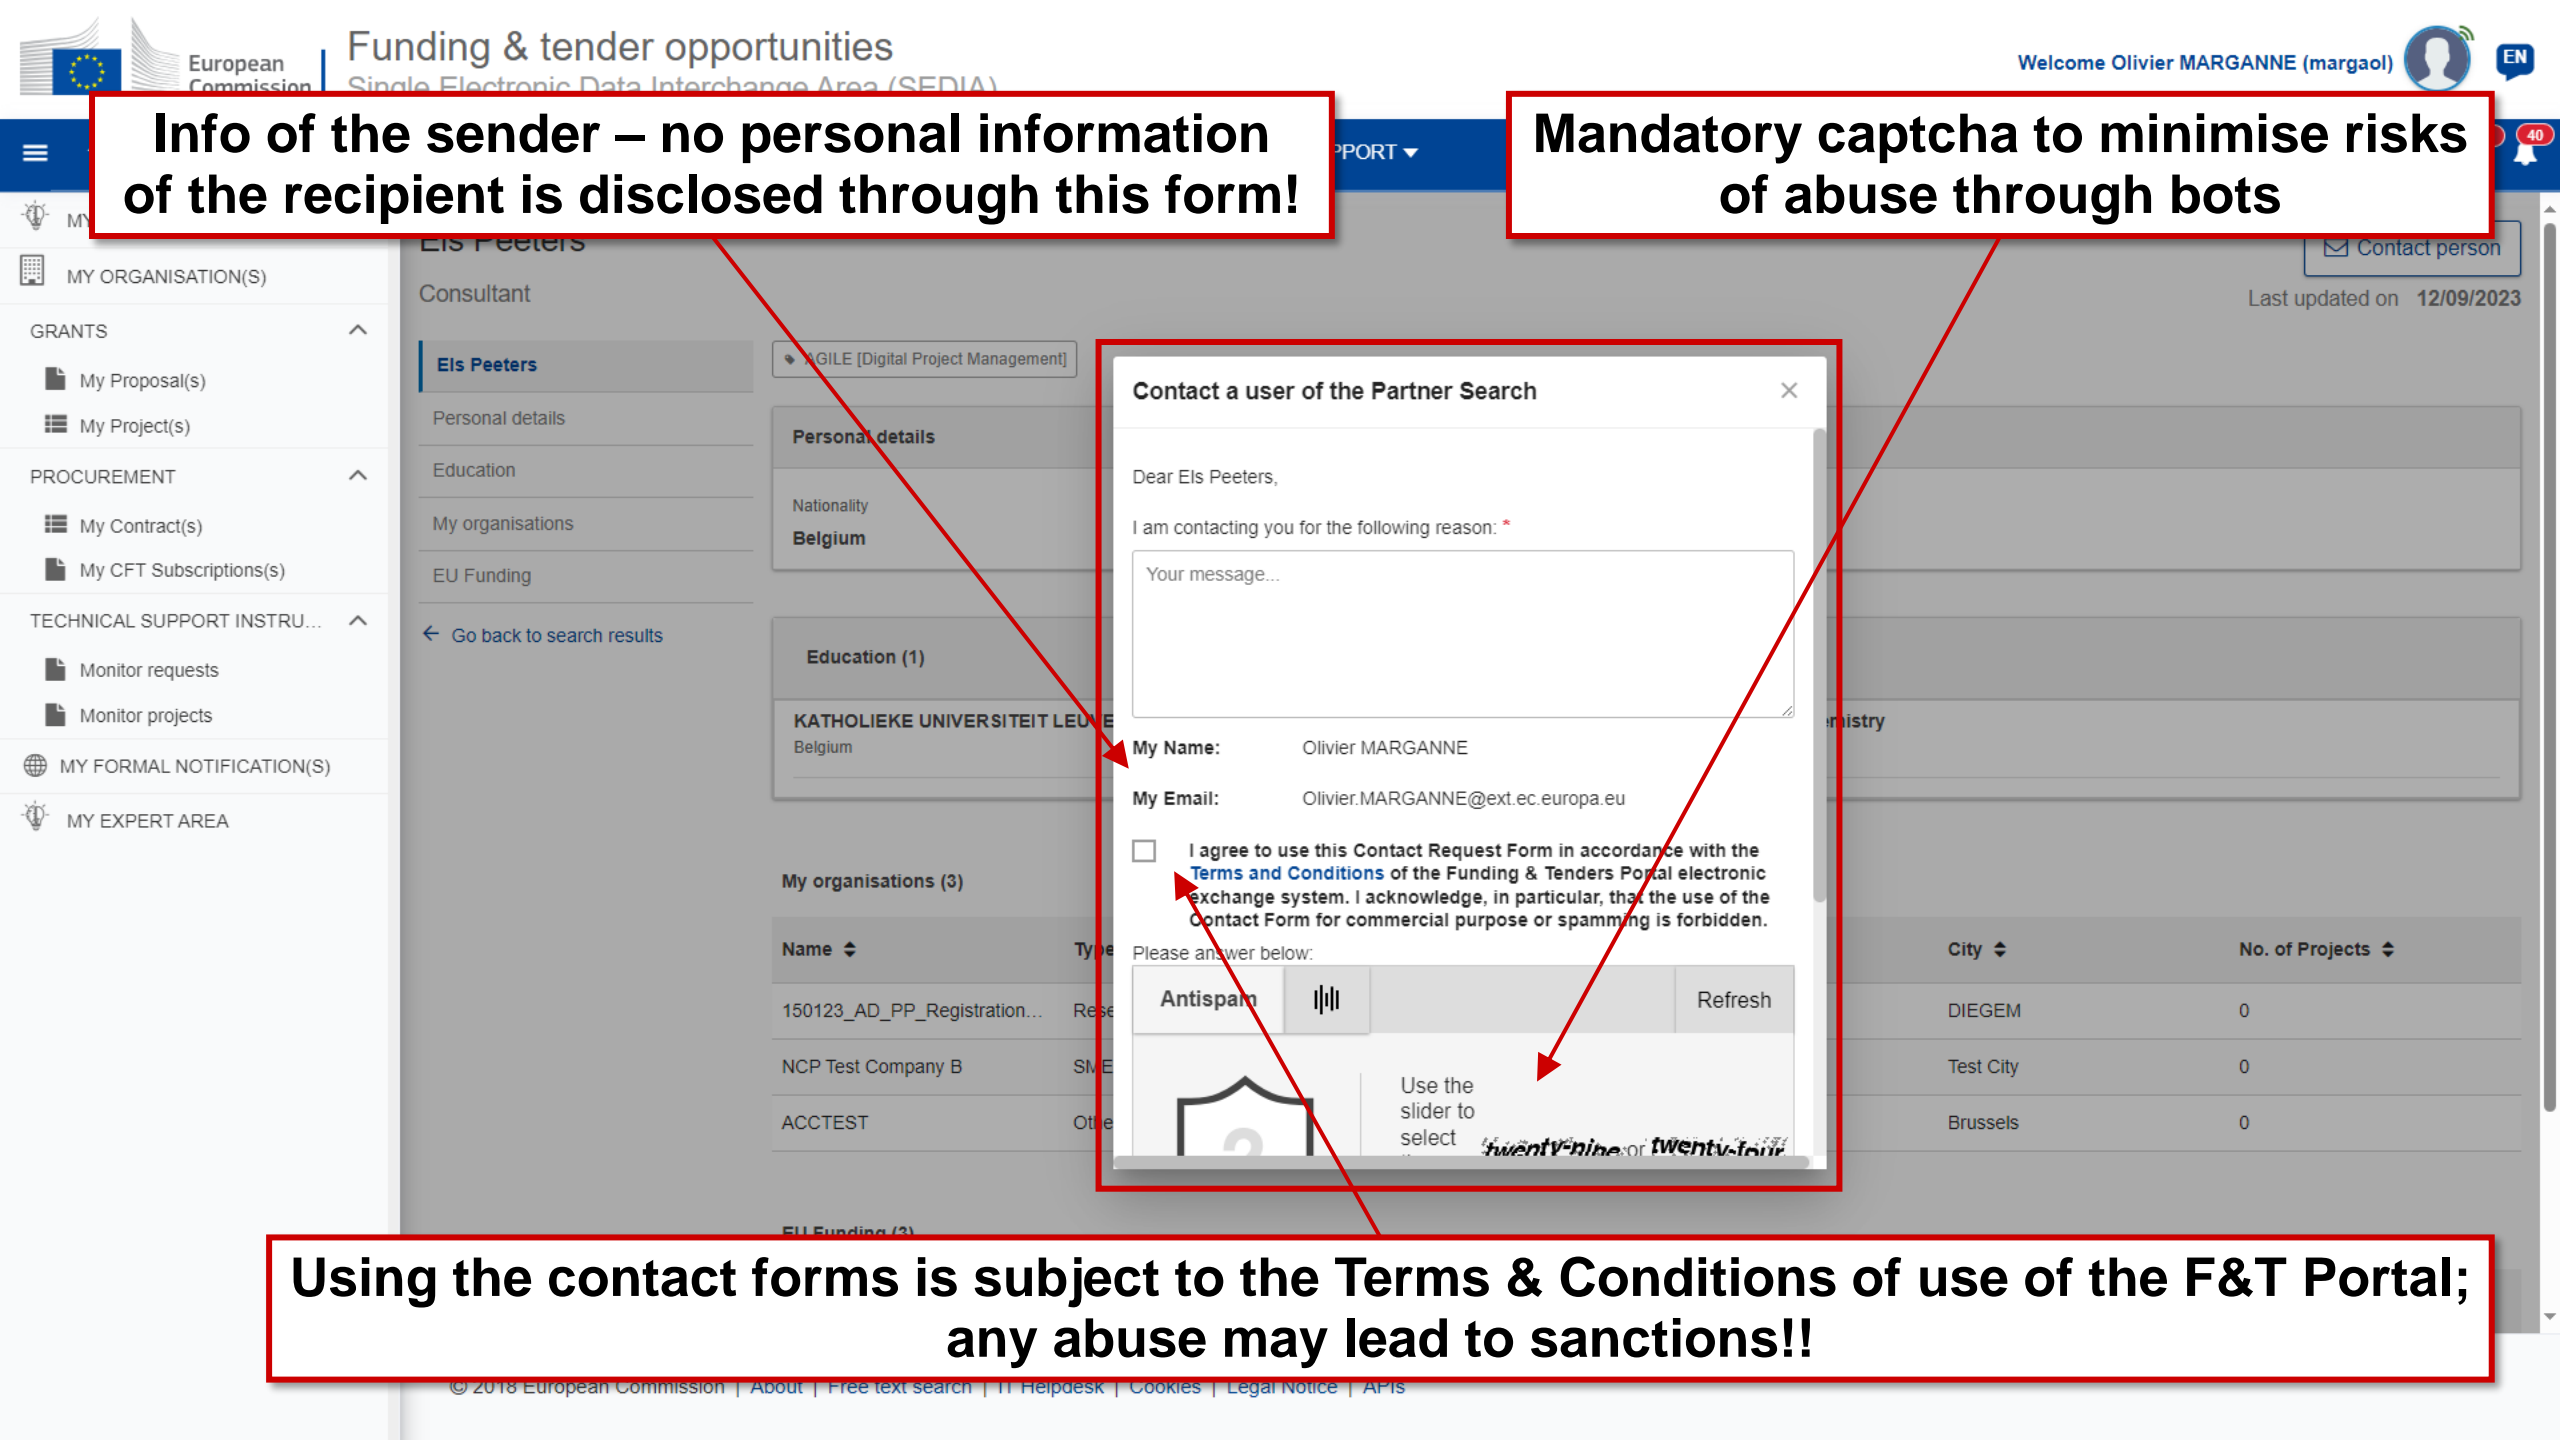 European
Commission
Funding & tender opportunities
Single Electronic Data Interchange Area (SEDIA)
Welcome Olivier MARGANNE (margaol)
EN
Info of the sender – no personal information
of the recipient is disclosed through this form!
Mandatory captcha to minimise risks
of abuse through bots
40
MY ORGANISATION(S)
GRANTS
My Proposal(s)
My Project(s)
PROCUREMENT
My Contract(s)
My CFT Subscriptions(s)
TECHNICAL SUPPORT INSTRU...
Monitor requests
Monitor projects
MY FORMAL NOTIFICATION(S)
MY EXPERT AREA
Els Peeters
Consultant
Contact person
Last updated on 12/09/2023
Els Peeters
Personal details
Education
My organisations
EU Funding
Go back to search results
AGILE [Digital Project Management]
Personal details
Nationality
Belgium
Education (1)
KATHOLIEKE UNIVERSITEIT
Belgium
My organisations (3)
Name
City
No. of Projects
150123_AD_PP_Registration...
DIEGEM
0
NCP Test Company B
SME
Test City
0
ACCTEST
Brussels
0
EU Funding (3)
Contact a user of the Partner Search
Dear Els Peeters,
I am contacting you for the following reason: *
Your message...
My Name: Olivier MARGANNE
My Email: Olivier.MARGANNE@ext.ec.europa.eu
I agree to use this Contact Request Form in accordance with the
Terms and Conditions of the Funding & Tenders Portal electronic
exchange system. I acknowledge, in particular, that the use of the
Contact Form for commercial purpose or spamming is forbidden.
Please answer below:
Antispam
Refresh
Use the
slider to
select
twenty-nine or twenty-four
Using the contact forms is subject to the Terms & Conditions of use of the F&T Portal;
any abuse may lead to sanctions!!
© 2018 European Commission | About | Free text search | IT Helpdesk | Cookies | Legal Notice | APIs